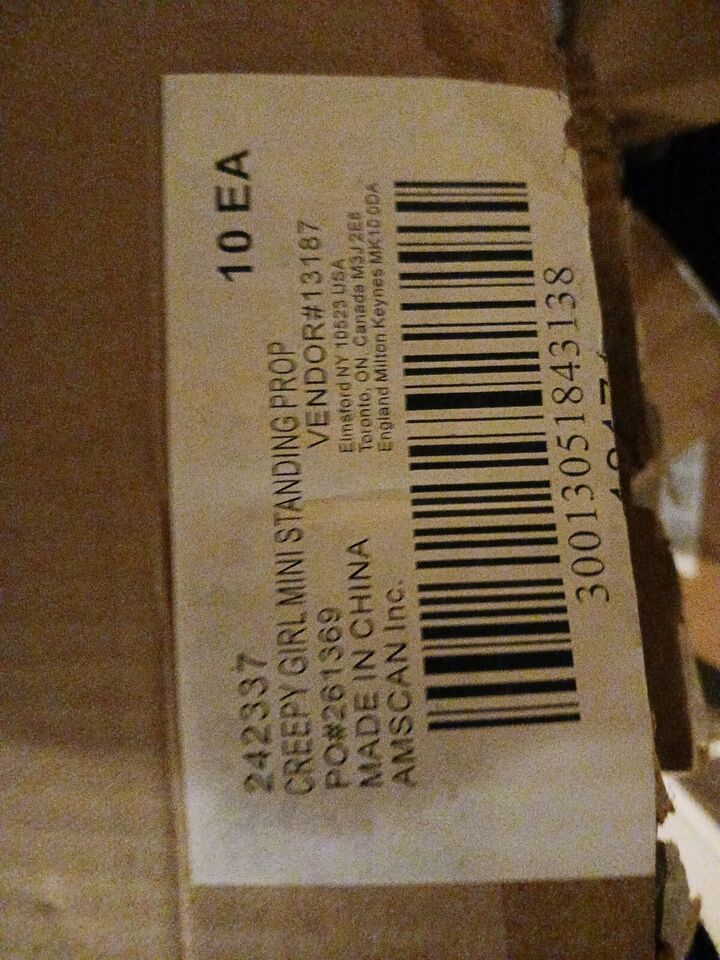 10 EA
242337
CREEPY GIRL MINI STANDING PROP
PO#261369 VENDOR#13187
MADE IN CHINA Elmsford NY 10523 USA
AMSCAN Inc. Toronto, ON Canada M3J 2E8
England Milton Keynes MK10 0DA
30013051843138